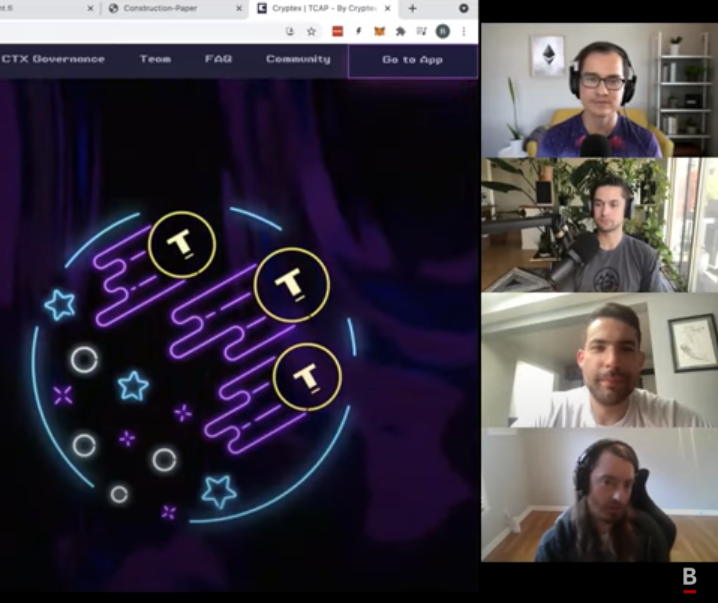 nt.fi
Construction-Paper
Cryptex | TCAP - By Cryptex
CTX Governance
Team
FAQ
Community
Go to App
T
T
T
B
B